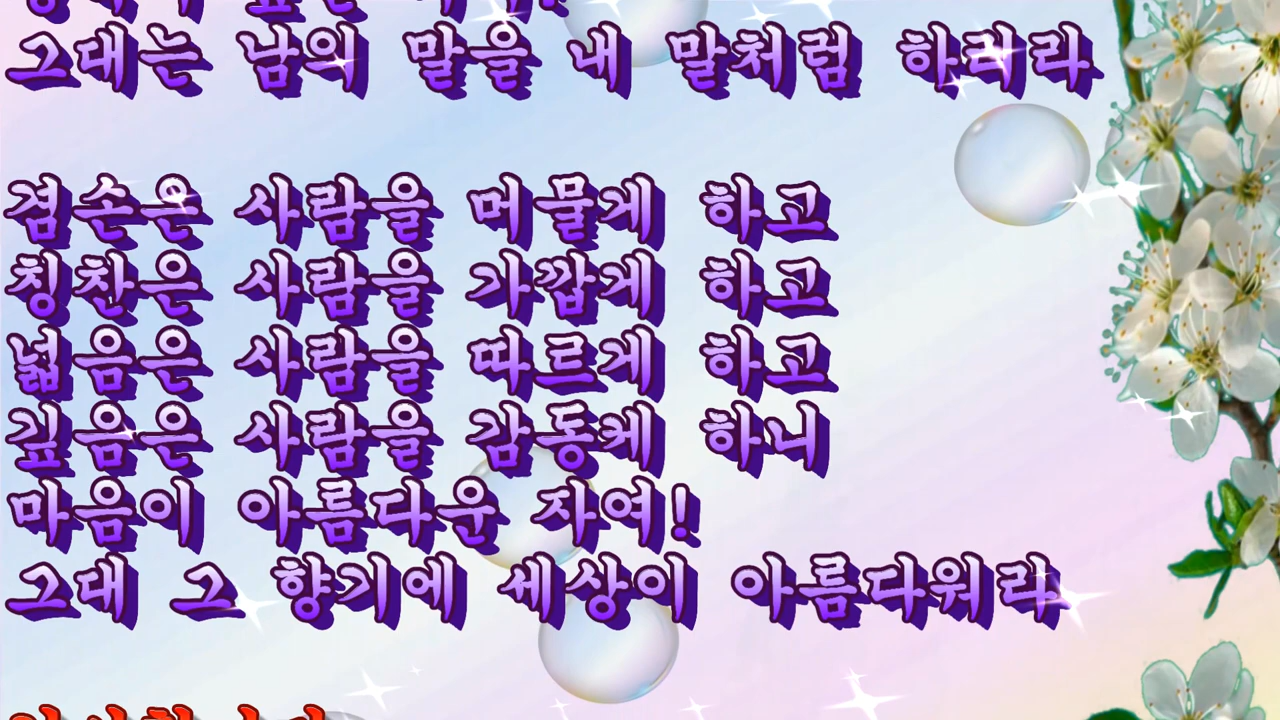 그대는 남의 말을 내 말처럼 하리라
겸손은 사람을 머물게 하고
칭찬은 사람을 가깝게 하고
넓음은 사람을 따르게 하고
깊음은 사람을 감동케 하니
마음이 아름다운 자여!
그대 그 향기에 세상이 아름다워라